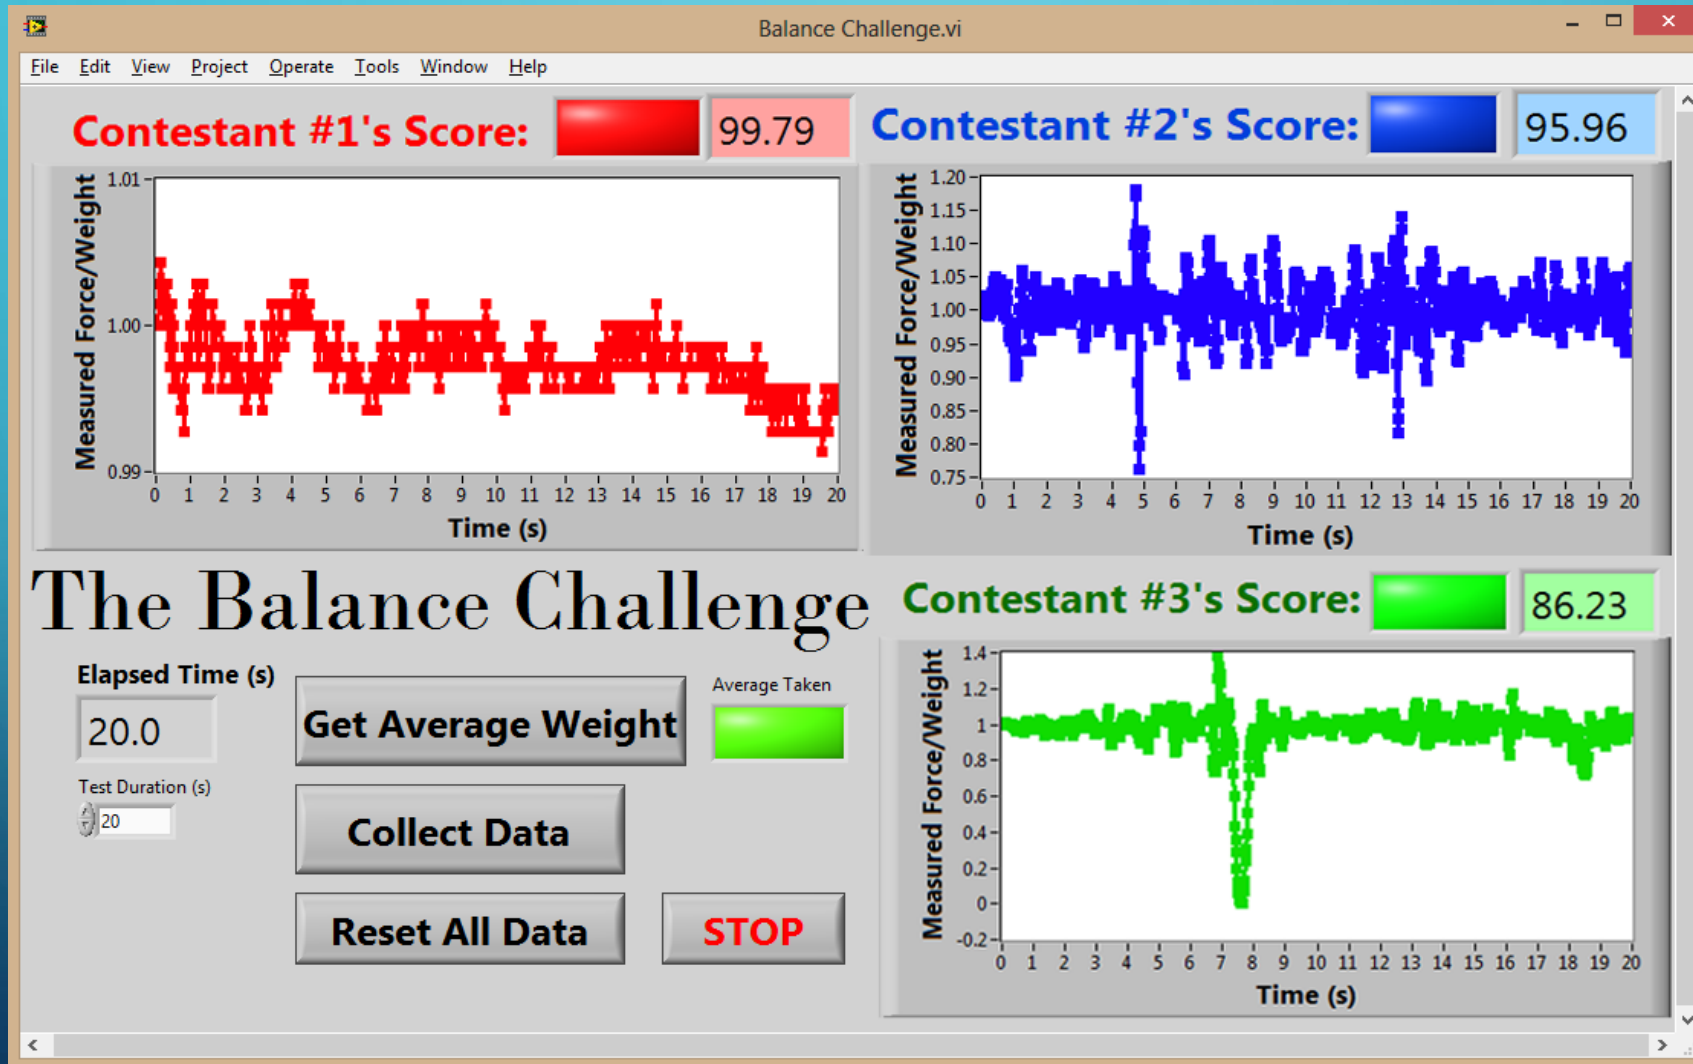 Balance Challenge.vi
File Edit View Project Operate Tools Window Help
Contestant #1's Score: 99.79
Measured Force/Weight
1.01
1.00
0.99
0 1 2 3 4 5 6 7 8 9 10 11 12 13 14 15 16 17 18 19 20
Time (s)
Contestant #2's Score: 95.96
Measured Force/Weight
1.20
1.15
1.10
1.05
1.00
0.95
0.90
0.85
0.80
0.75
0 1 2 3 4 5 6 7 8 9 10 11 12 13 14 15 16 17 18 19 20
Time (s)
The Balance Challenge
Elapsed Time (s)
20.0
Test Duration (s)
20
Get Average Weight
Average Taken
Collect Data
Reset All Data
STOP
Contestant #3's Score: 86.23
Measured Force/Weight
1.4
1.2
1
0.8
0.6
0.4
0.2
0
-0.2
0 1 2 3 4 5 6 7 8 9 10 11 12 13 14 15 16 17 18 19 20
Time (s)